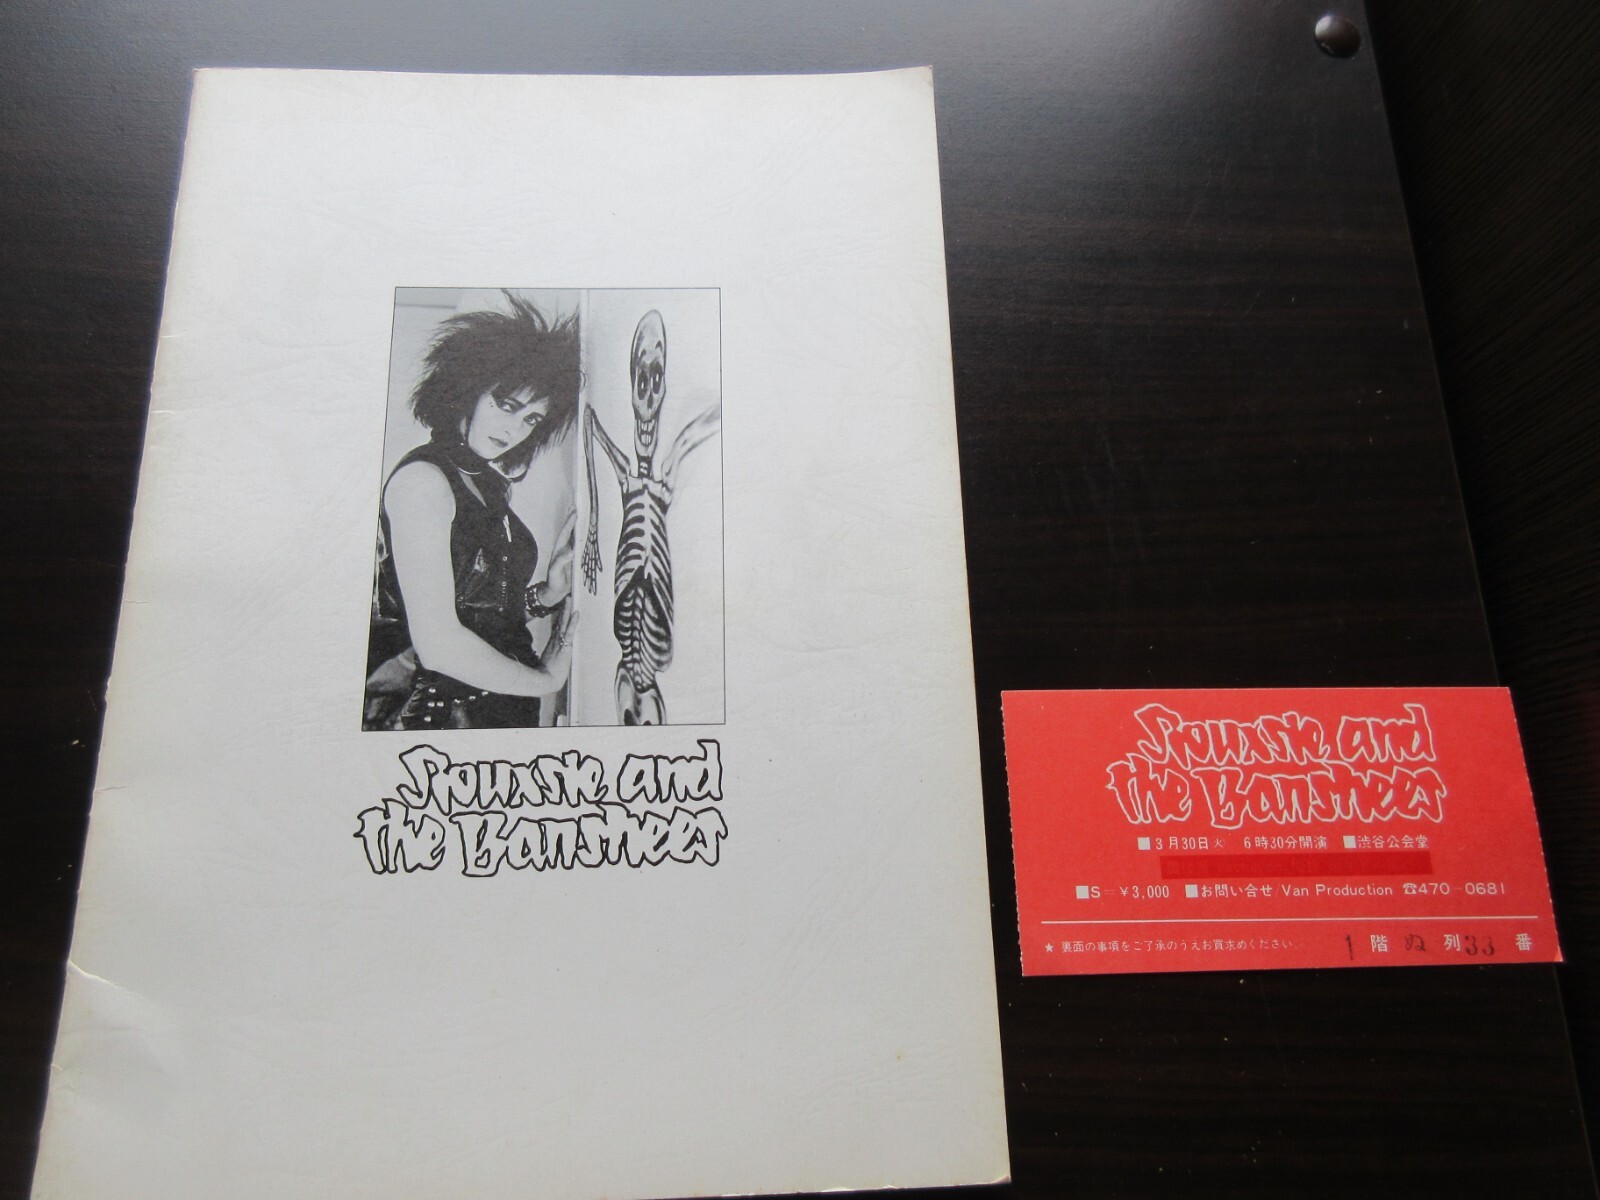 Siouxsie and
the Banshees
Siouxsie and
the Banshees
■3月30日火 6時30分開演 ■渋谷公会堂
■S=￥3,000 ■お問い合せ/Van Production ☎470-0681
★裏面の事項をご了承のうえお買求めください。 1階ぬ列33番